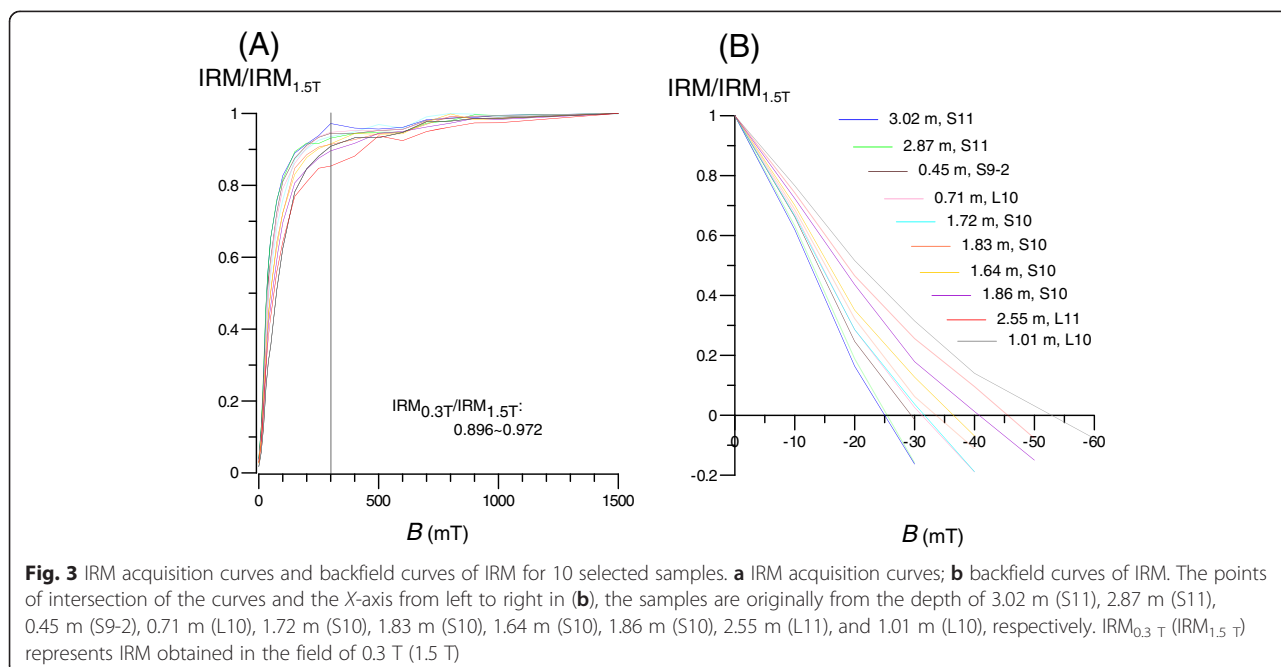 (A)
IRM/IRM1.5T
1
0.8
0.6
0.4
0.2
0
0 500 1000 1500
IRM0.3T/IRM1.5T:
0.896~0.972
B (mT)
(B)
IRM/IRM1.5T
1
0.8
0.6
0.4
0.2
0
-0.2
0 -10 -20 -30 -40 -50 -60
3.02 m, S11
2.87 m, S11
0.45 m, S9-2
0.71 m, L10
1.72 m, S10
1.83 m, S10
1.64 m, S10
1.86 m, S10
2.55 m, L11
1.01 m, L10
B (mT)
Fig. 3 IRM acquisition curves and backfield curves of IRM for 10 selected samples. a IRM acquisition curves; b backfield curves of IRM. The points
of intersection of the curves and the X-axis from left to right in (b), the samples are originally from the depth of 3.02 m (S11), 2.87 m (S11),
0.45 m (S9-2), 0.71 m (L10), 1.72 m (S10), 1.83 m (S10), 1.64 m (S10), 1.86 m (S10), 2.55 m (L11), and 1.01 m (L10), respectively. IRM0.3 T (IRM1.5 T)
represents IRM obtained in the field of 0.3 T (1.5 T)